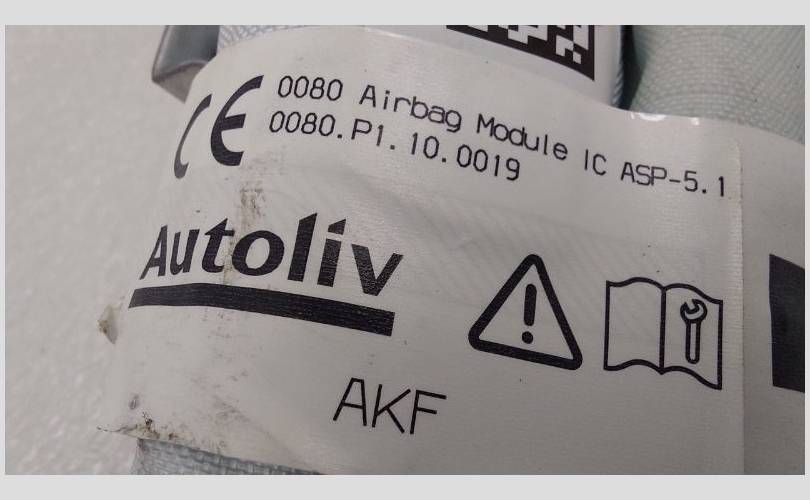 CE 0080 Airbag Module IC ASP-5.1
0080.P1.10.0019
Autoliv
AKF